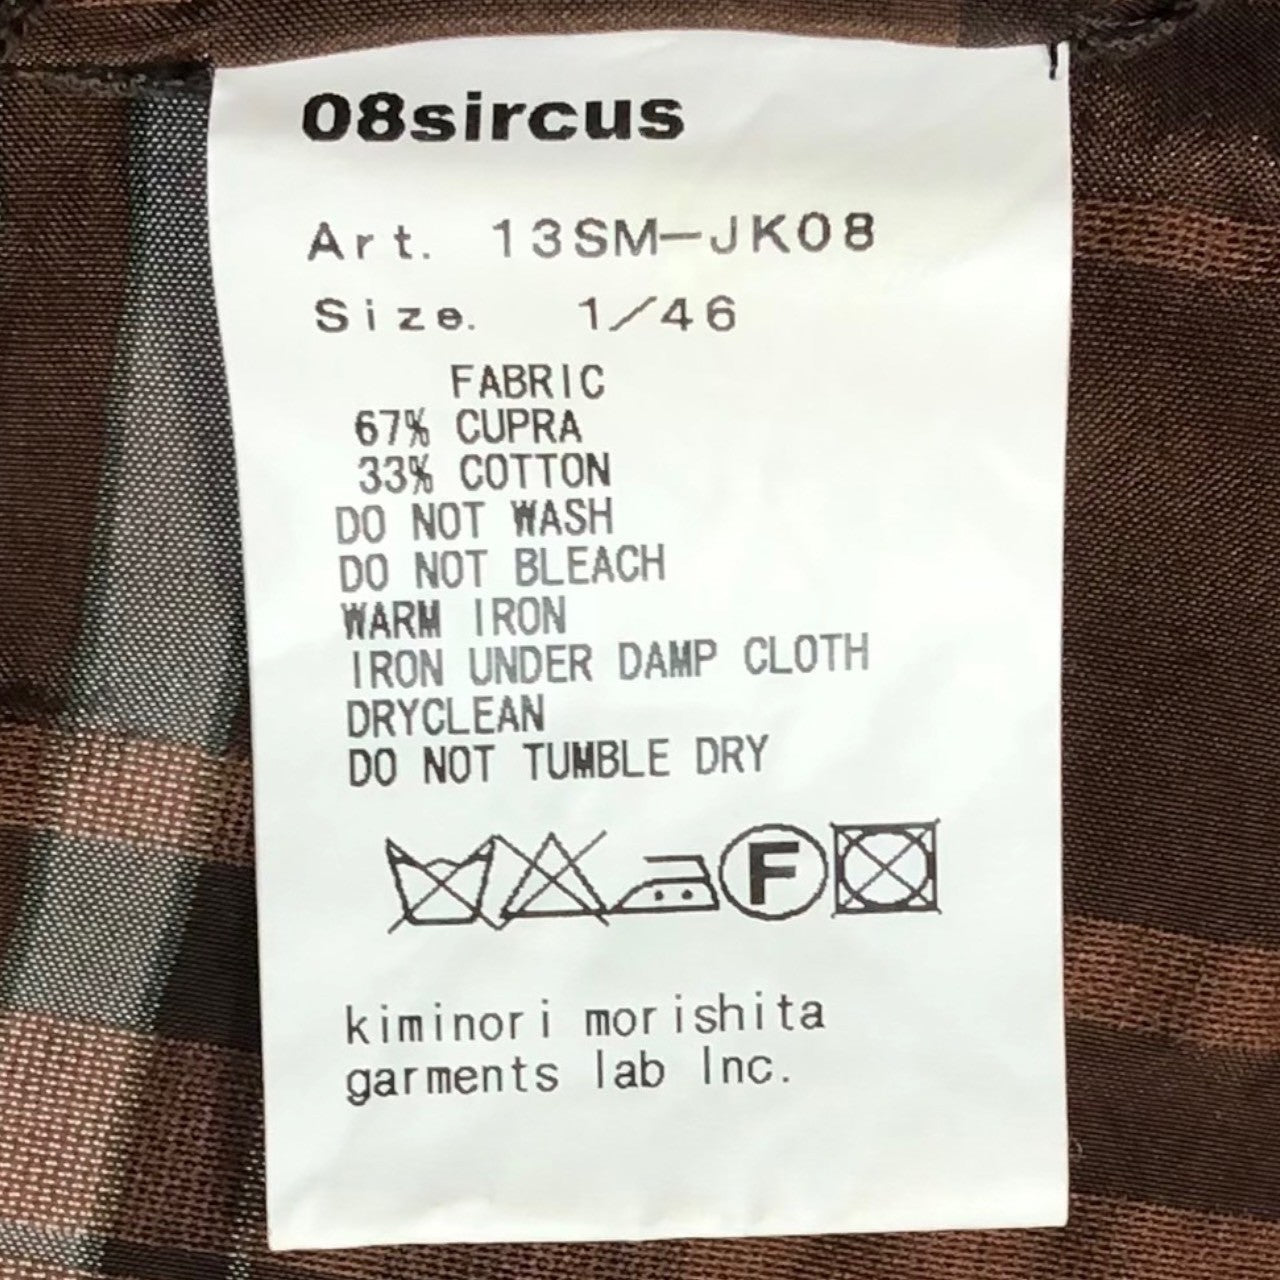 08sircus
Art. 13SM-JK08
Size. 1/46
FABRIC
67% CUPRA
33% COTTON
DO NOT WASH
DO NOT BLEACH
WARM IRON
IRON UNDER DAMP CLOTH
DRYCLEAN
DO NOT TUMBLE DRY
F
kiminori morishita
garments lab Inc.